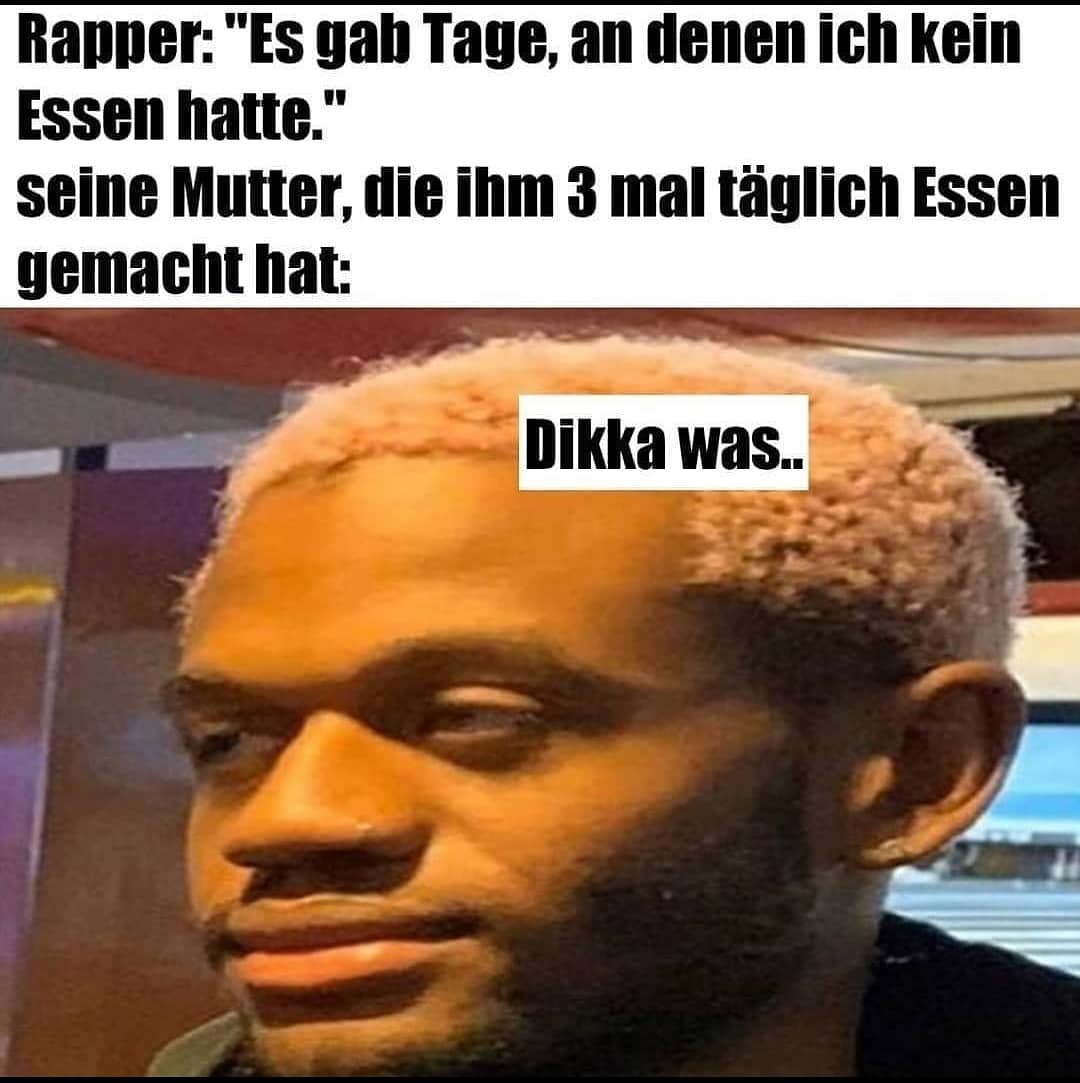 Rapper: "Es gab Tage, an denen ich kein
Essen hatte."
seine Mutter, die ihm 3 mal täglich Essen
gemacht hat:
Dikka was..